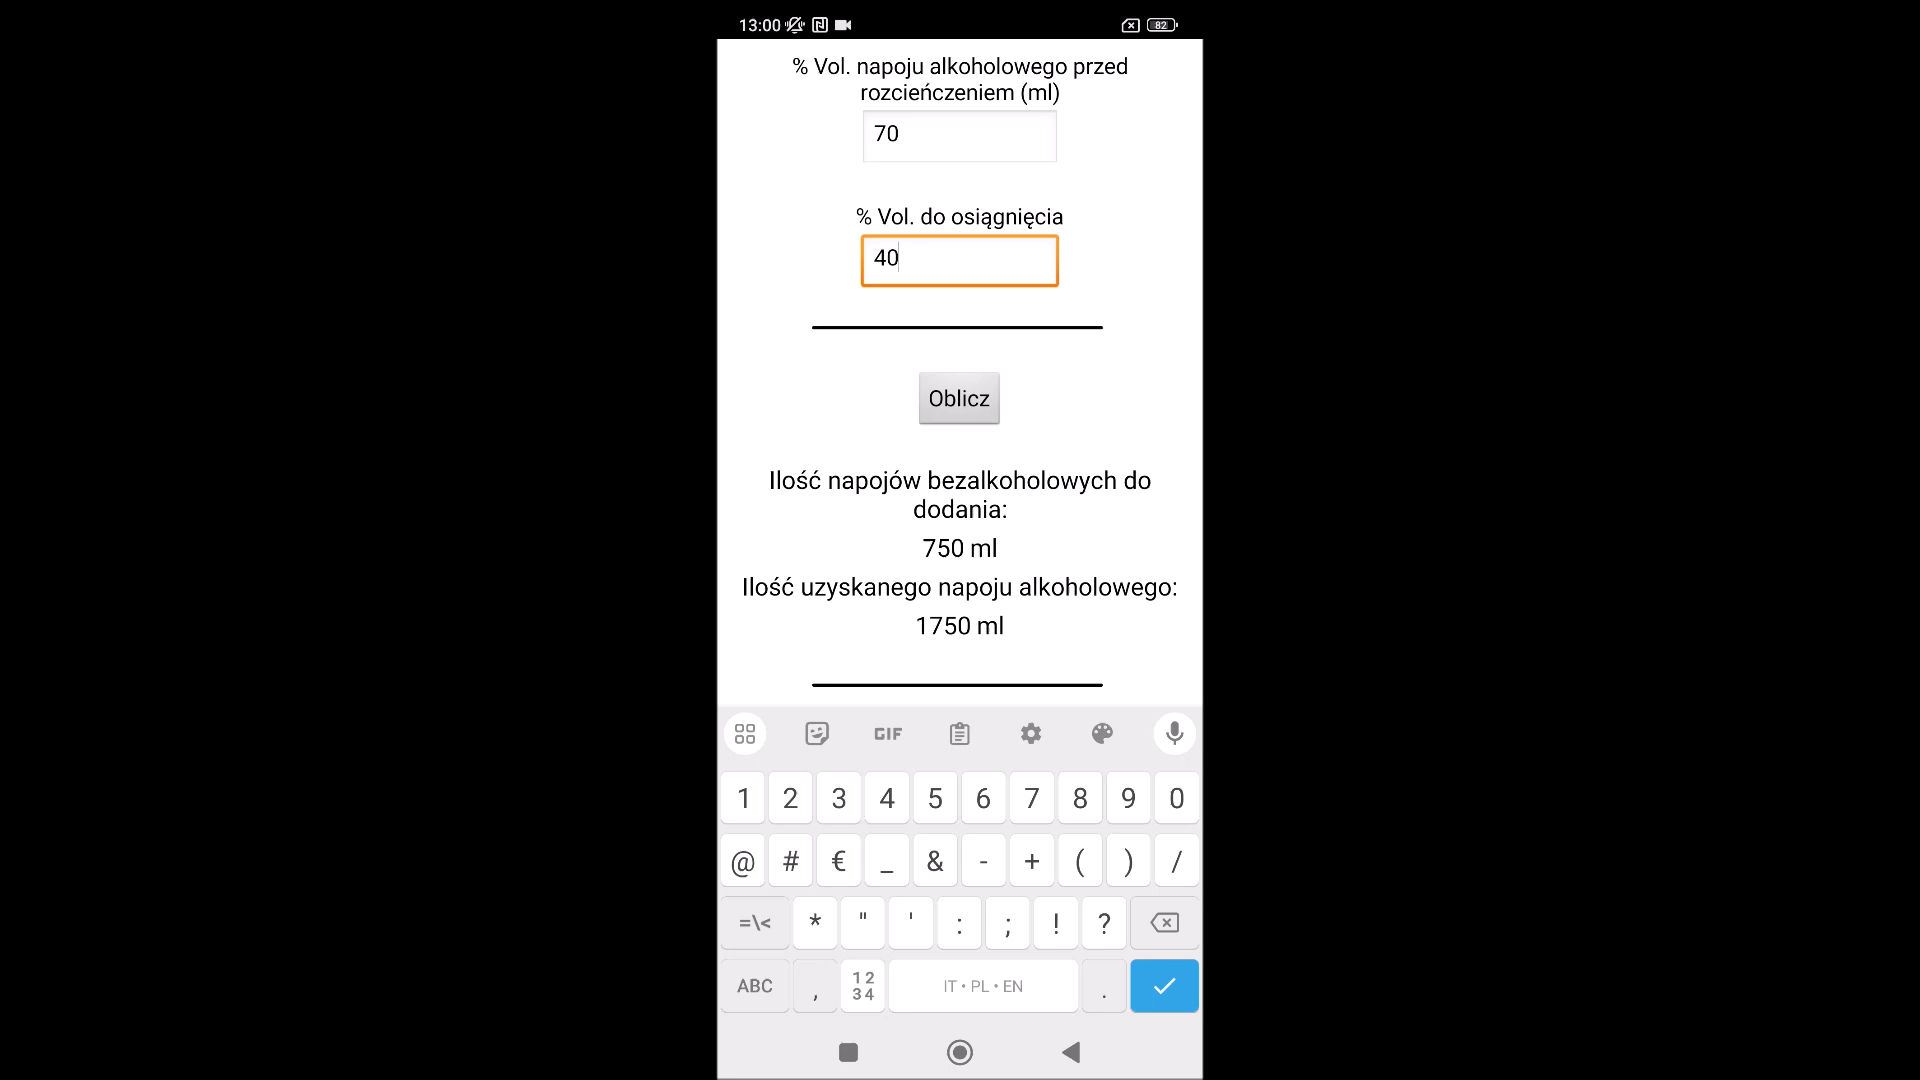 13:00
82
% Vol. napoju alkoholowego przed
rozcieńczeniem (ml)
70
% Vol. do osiągnięcia
40
Oblicz
Ilość napojów bezalkoholowych do
dodania:
750 ml
Ilość uzyskanego napoju alkoholowego:
1750 ml
GIF
1 2 3 4 5 6 7 8 9 0
@ # € _ & - + ( ) /
=\< * " ' : ; ! ?
ABC , 12 34 IT • PL • EN .